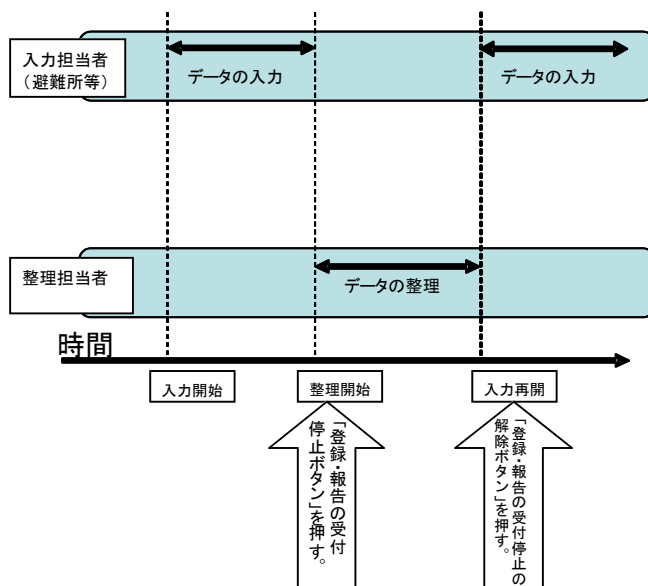 入力担当者
（避難所等）
データの入力
データの入力
整理担当者
データの整理
時間
入力開始
整理開始
入力再開
「登録・報告の受付
停止ボタン」を押す。
「登録・報告の受付停止の
解除ボタン」を押す。